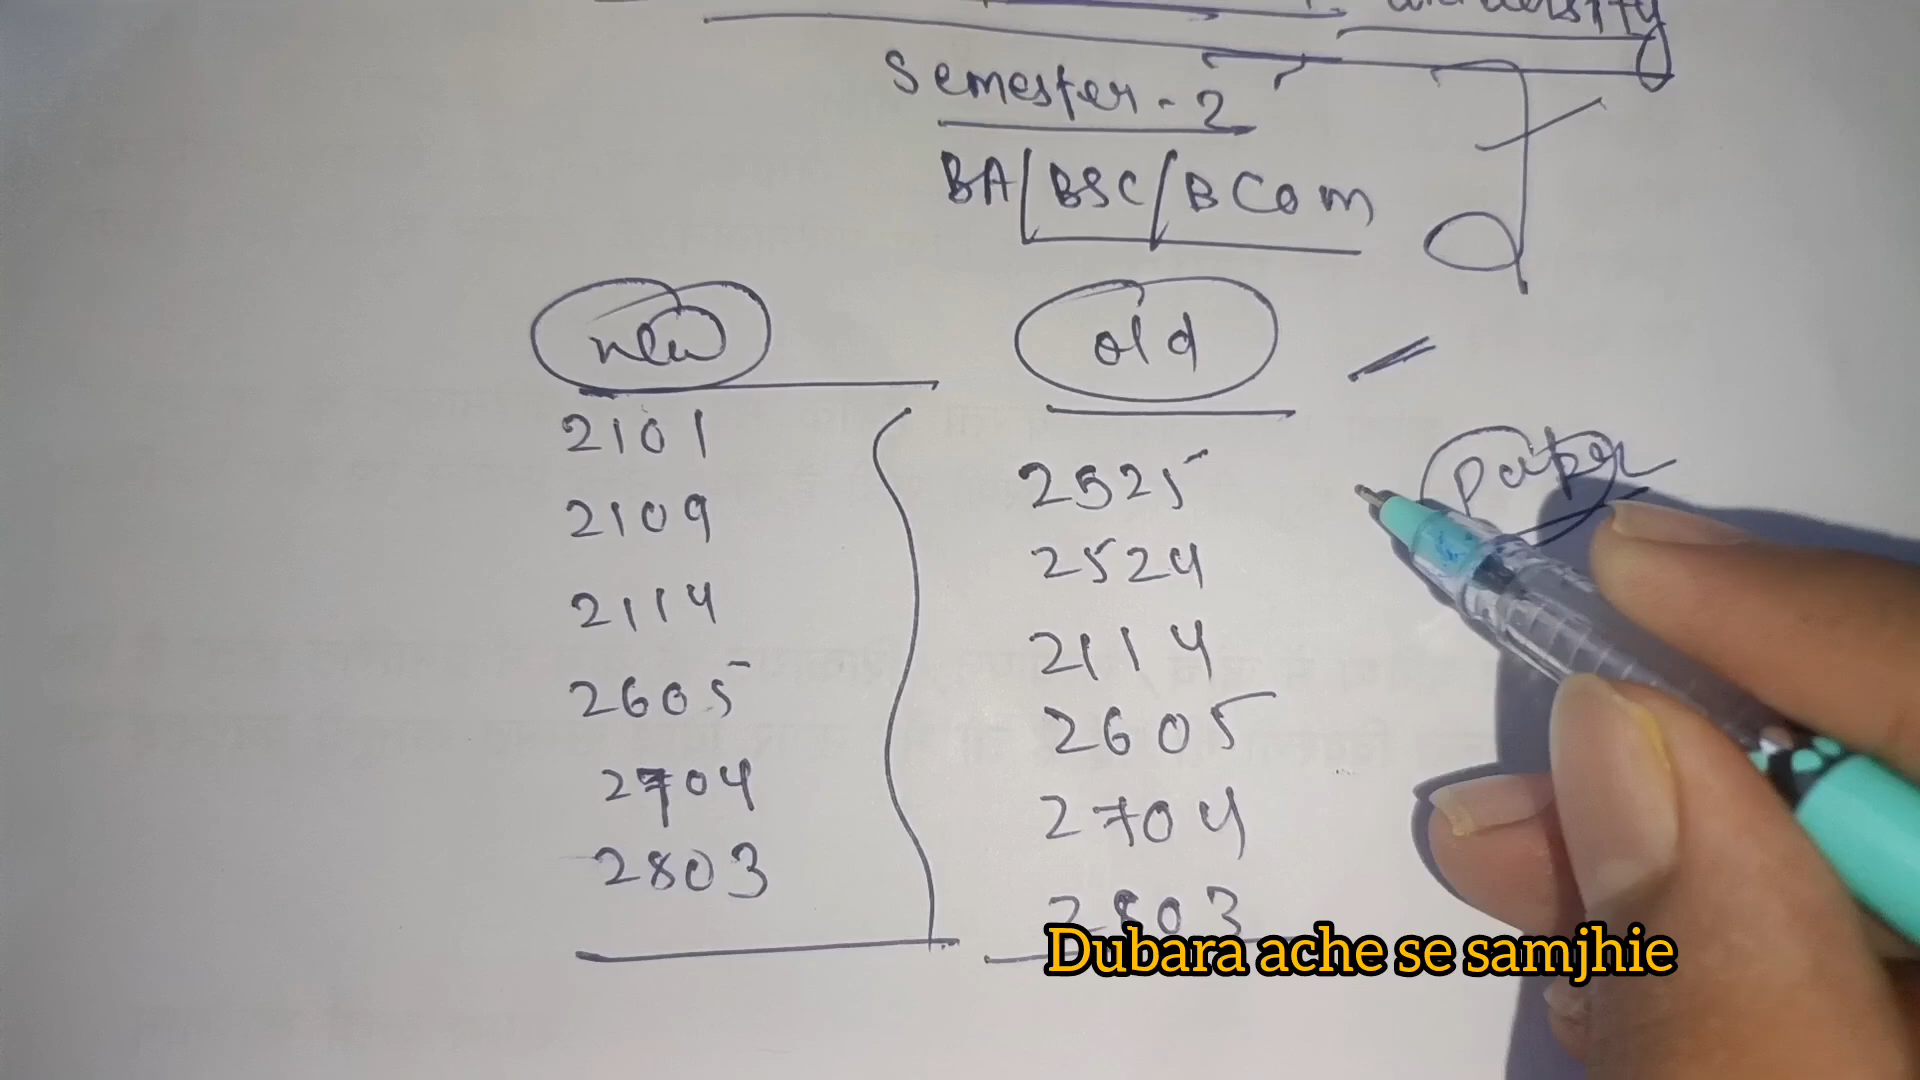 university
Semester - 2
BA/BSC/BCom
new
old
2101
2109
2114
2605
2704
2803
2525
2524
2114
2605
2704
2803
Paper
Dubara ache se samjhie